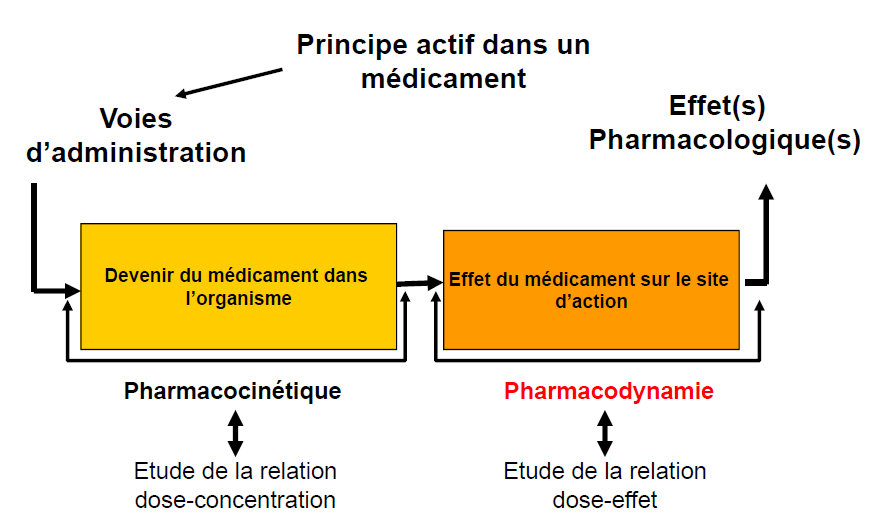 Principe actif dans un
médicament
Voies
d’administration
Effet(s)
Pharmacologique(s)
Devenir du médicament dans
l’organisme
Effet du médicament sur le site
d’action
Pharmacocinétique
Pharmacodynamie
Etude de la relation
dose-concentration
Etude de la relation
dose-effet